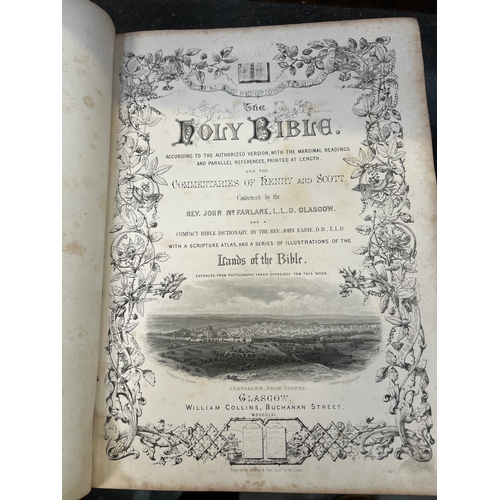 The
HOLY BIBLE.
ACCORDING TO THE AUTHORIZED VERSION, WITH THE MARGINAL READINGS
AND PARALLEL REFERENCES, PRINTED AT LENGTH
AND THE
COMMENTARIES OF HENRY AND SCOTT.
Condensed by the
REV. JOHN Mc FARLANE, L.L.D. GLASGOW.
AND A
COMPACT BIBLE DICTIONARY, BY THE REV. JOHN EADIE, D.D., L.L.D.
WITH A SCRIPTURE ATLAS, AND A SERIES OF ILLUSTRATIONS OF THE
Lands of the Bible.
ENGRAVED FROM PHOTOGRAPHS TAKEN EXPRESSLY FOR THIS WORK.
JERUSALEM, FROM SCOPUS.
GLASGOW,
WILLIAM COLLINS, BUCHANAN STREET.
MDCCCLXI.